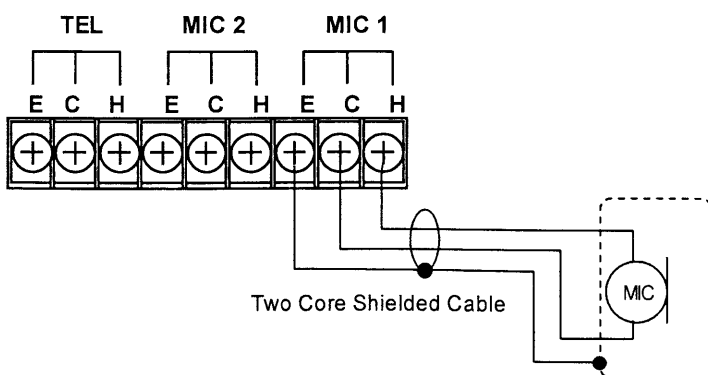 TEL MIC 2 MIC 1
E C H E C H E C H
MIC
Two Core Shielded Cable